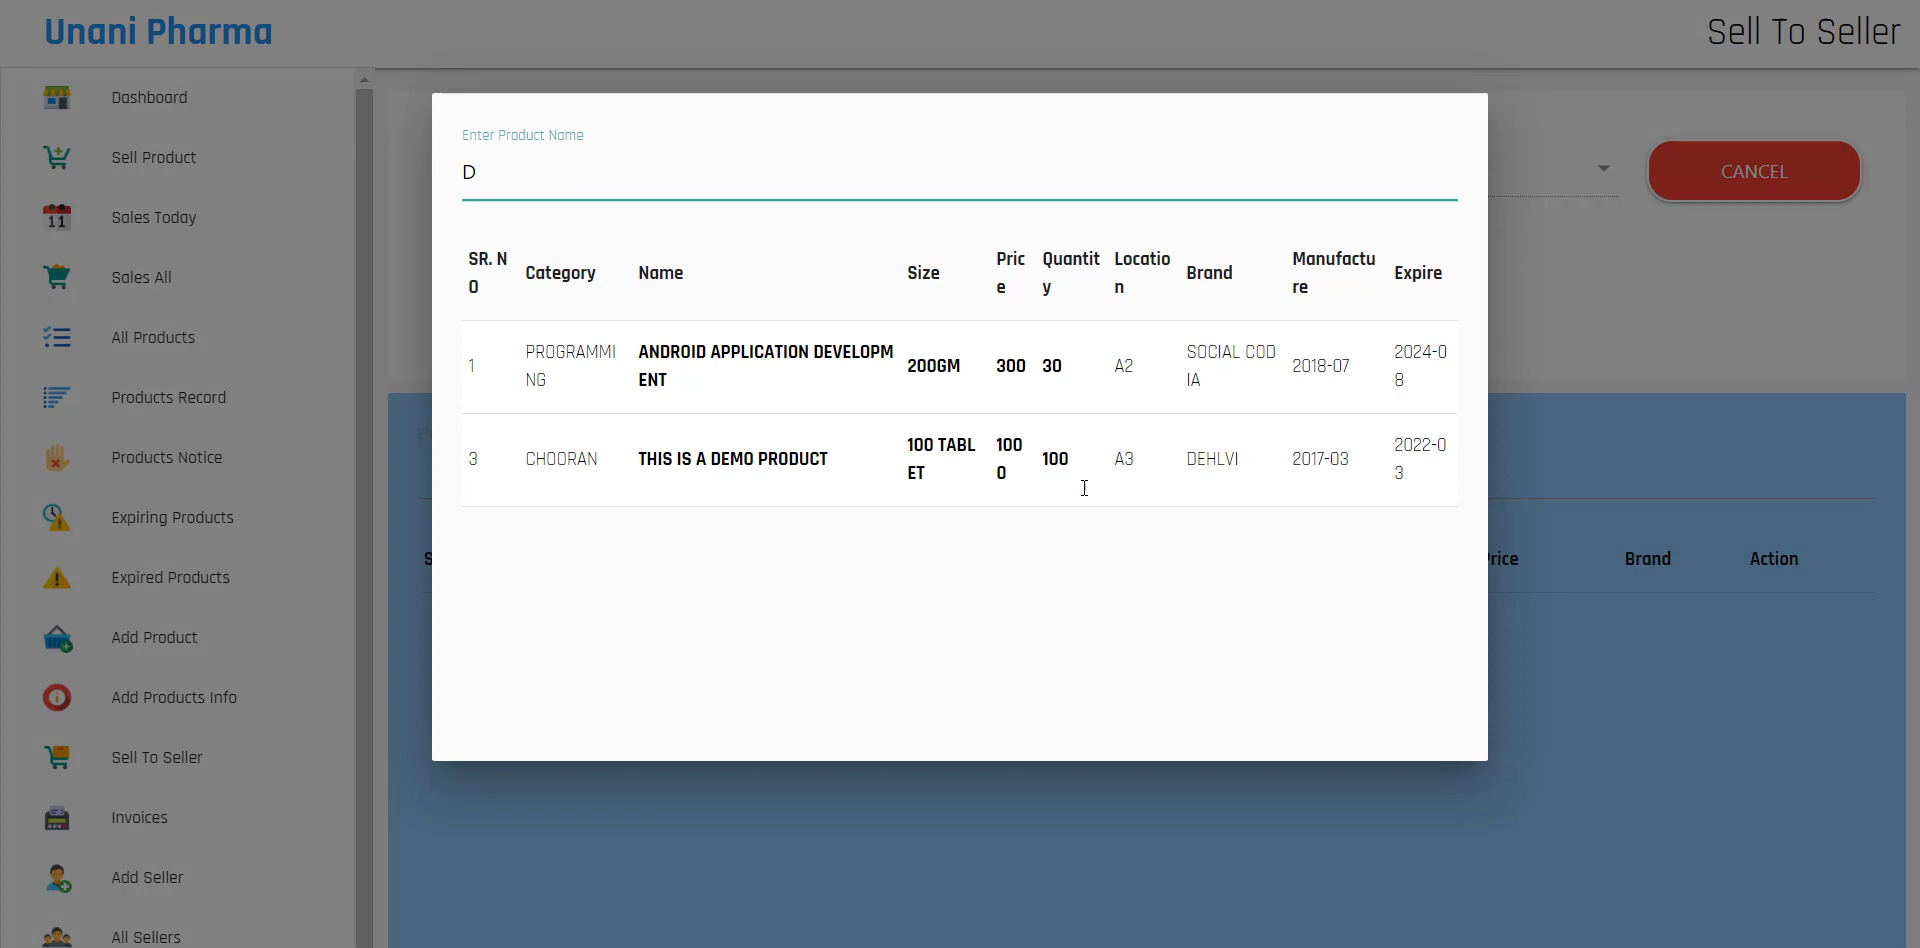 Unani Pharma
Sell To Seller
Dashboard
Sell Product
Sales Today
Sales All
All Products
Products Record
Products Notice
Expiring Products
Expired Products
Add Product
Add Products Info
Sell To Seller
Invoices
Add Seller
All Sellers
CANCEL
Enter Product Name
D
SR. N
O
Category
Name
Size
Pric
e
Quantit
y
Locatio
n
Brand
Manufactu
re
Expire
1
PROGRAMMI
NG
ANDROID APPLICATION DEVELOPM
ENT
200GM
300
30
A2
SOCIAL COD
IA
2018-07
2024-0
8
3
CHOORAN
THIS IS A DEMO PRODUCT
100 TABL
ET
100
0
100
A3
DEHLVI
2017-03
2022-0
3
Price
Brand
Action